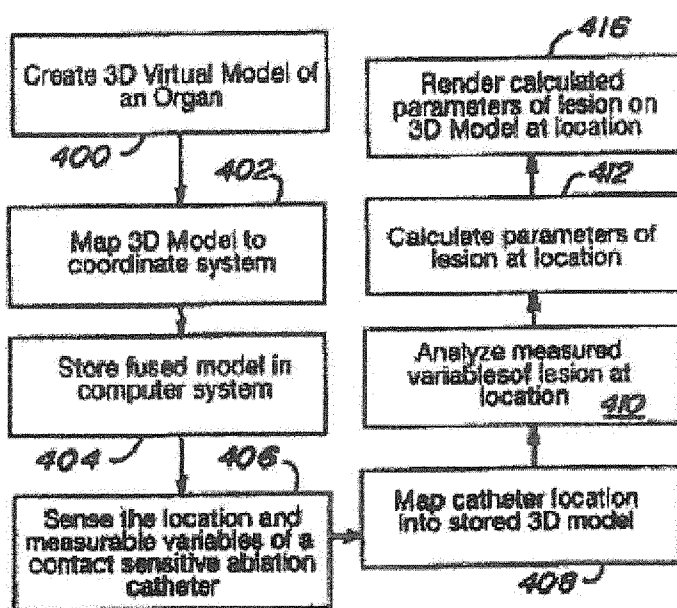 Create 3D Virtual Model of
an Organ
400
402
Map 3D Model to
coordinate system
Store fused model in
computer system
404
406
Sense the location and
measurable variables of a
contact sensitive ablation
catheter
Map catheter location
into stored 3D model
408
Analyze measured
variablesof lesion at
location
410
412
Calculate parameters of
lesion at location
416
Render calculated
parameters of lesion on
3D Model at location